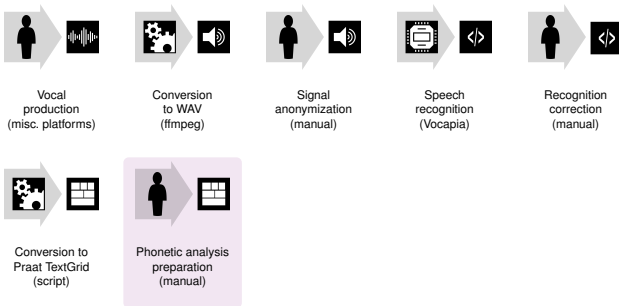 Vocal
production
(misc. platforms)
Conversion
to WAV
(ffmpeg)
Signal
anonymization
(manual)
Speech
recognition
(Vocapia)
Recognition
correction
(manual)
Conversion to
Praat TextGrid
(script)
Phonetic analysis
preparation
(manual)